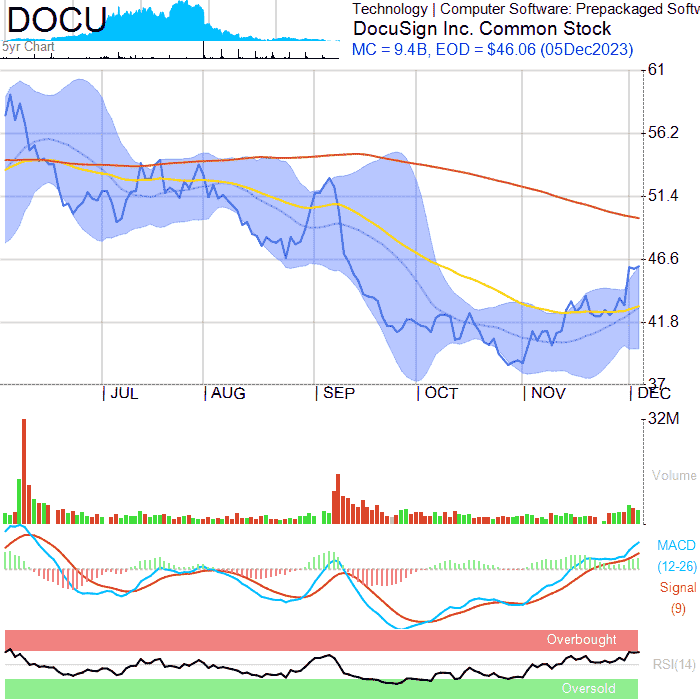 DOCU
Technology | Computer Software: Prepackaged Softw
DocuSign Inc. Common Stock
5yr Chart
MC = 9.4B, EOD = $46.06 (05Dec2023)
61
56.2
51.4
46.6
41.8
37
JUL AUG SEP OCT NOV DEC
32M
Volume
MACD
(12-26)
Signal
(9)
Overbought
RSI(14)
Oversold